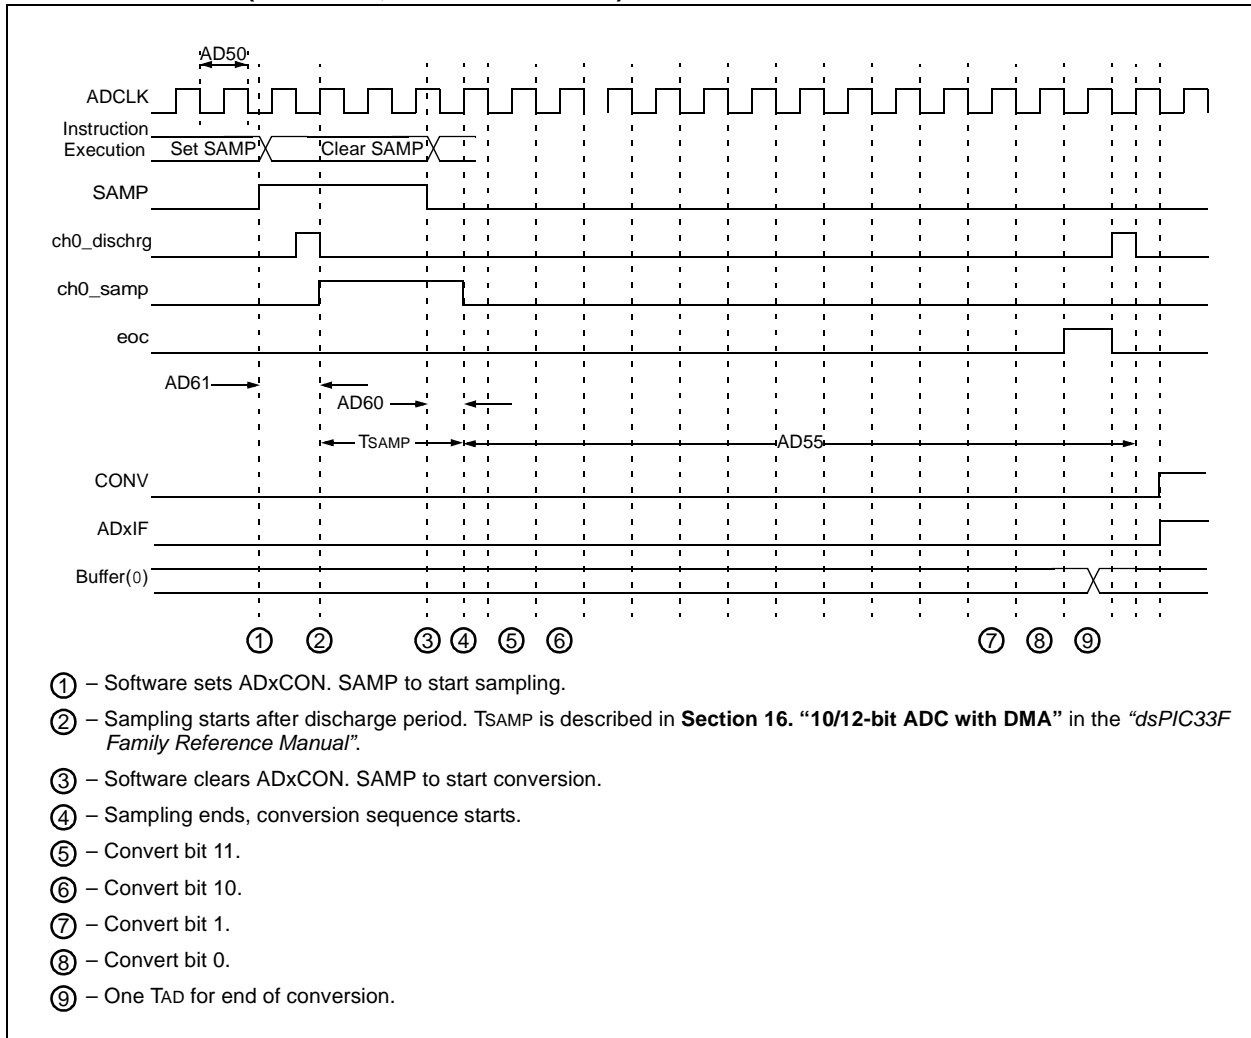 AD50
ADCLK
Instruction
Execution Set SAMP Clear SAMP
SAMP
ch0_dischrg
ch0_samp
eoc
AD61
AD60
TSAMP AD55
CONV
ADxIF
Buffer(0)
1 2 3 4 5 6 7 8 9
1 – Software sets ADxCON. SAMP to start sampling.
2 – Sampling starts after discharge period. TSAMP is described in Section 16. “10/12-bit ADC with DMA” in the “dsPIC33F
Family Reference Manual”.
3 – Software clears ADxCON. SAMP to start conversion.
4 – Sampling ends, conversion sequence starts.
5 – Convert bit 11.
6 – Convert bit 10.
7 – Convert bit 1.
8 – Convert bit 0.
9 – One TAD for end of conversion.